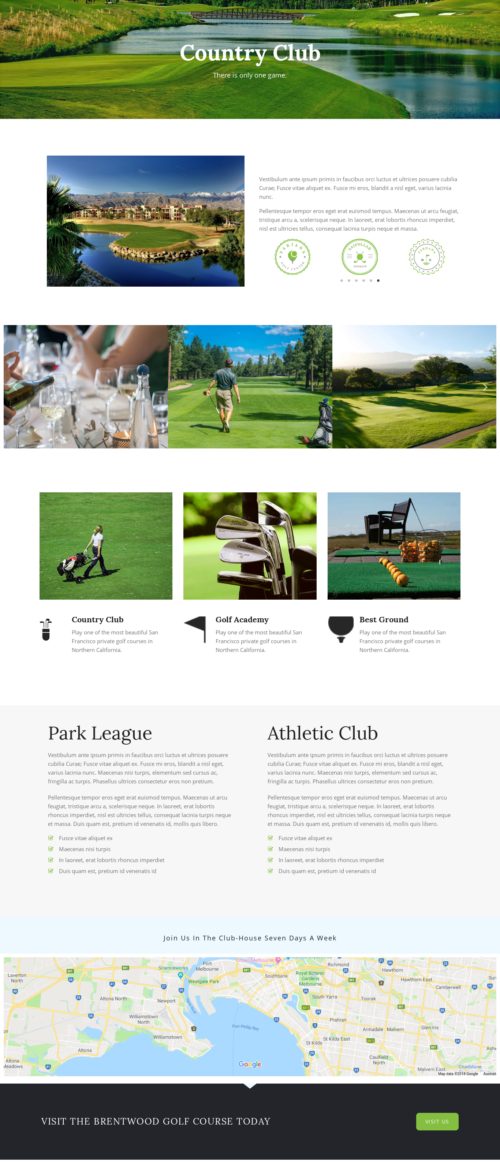 Country Club
There is only one game.
Vestibulum ante ipsum primis in faucibus orci luctus et ultrices posuere cubilia
Curae; Fusce vitae aliquet ex. Fusce mi eros, blandit a nisl eget, varius lacinia
nunc.
Pellentesque tempor eros eget erat euismod tempus. Maecenas ut arcu feugiat,
tristique arcu a, scelerisque neque. In laoreet, erat lobortis rhoncus imperdiet,
nisl est ultricies tellus, consequat lacinia turpis neque et massa.
Country Club
Play one of the most beautiful San
Francisco private golf courses in
Northern California.
Golf Academy
Play one of the most beautiful San
Francisco private golf courses in
Northern California.
Best Ground
Play one of the most beautiful San
Francisco private golf courses in
Northern California.
Park League
Vestibulum ante ipsum primis in faucibus orci luctus et ultrices posuere
cubilia Curae; Fusce vitae aliquet ex. Fusce mi eros, blandit a nisl eget,
varius lacinia nunc. Maecenas nisi turpis, elementum sed cursus ac,
fringilla ac turpis. Phasellus ultrices consectetur eros non pretium.
Pellentesque tempor eros eget erat euismod tempus. Maecenas ut arcu
feugiat, tristique arcu a, scelerisque neque. In laoreet, erat lobortis
rhoncus imperdiet, nisl est ultricies tellus, consequat lacinia turpis neque
et massa. Duis quam est, pretium id venenatis id, mollis quis libero.
Fusce vitae aliquet ex
Maecenas nisi turpis
In laoreet, erat lobortis rhoncus imperdiet
Duis quam est, pretium id venenatis id
Athletic Club
Vestibulum ante ipsum primis in faucibus orci luctus et ultrices posuere
cubilia Curae; Fusce vitae aliquet ex. Fusce mi eros, blandit a nisl eget,
varius lacinia nunc. Maecenas nisi turpis, elementum sed cursus ac,
fringilla ac turpis. Phasellus ultrices consectetur eros non pretium.
Pellentesque tempor eros eget erat euismod tempus. Maecenas ut arcu
feugiat, tristique arcu a, scelerisque neque. In laoreet, erat lobortis
rhoncus imperdiet, nisl est ultricies tellus, consequat lacinia turpis neque
et massa. Duis quam est, pretium id venenatis id, mollis quis libero.
Fusce vitae aliquet ex
Maecenas nisi turpis
In laoreet, erat lobortis rhoncus imperdiet
Duis quam est, pretium id venenatis id
Join Us In The Club-House Seven Days A Week
Laverton
North
Altona
North
Newport
Westgate Park
Port
Melbourne
Southbank
Richmond
Hawthorn
Hawthorn East
Camberwell
South Yarra
Toorak
Prahran
Armadale
Malvern
Glen Iris
Williamstown
North
Williamstown
Altona
Altona
Meadows
St Kilda
St Kilda
East
Caulfield
North
Malvern East
Ashburton
Google
Map data ©2018 Google
VISIT THE BRENTWOOD GOLF COURSE TODAY
VISIT US